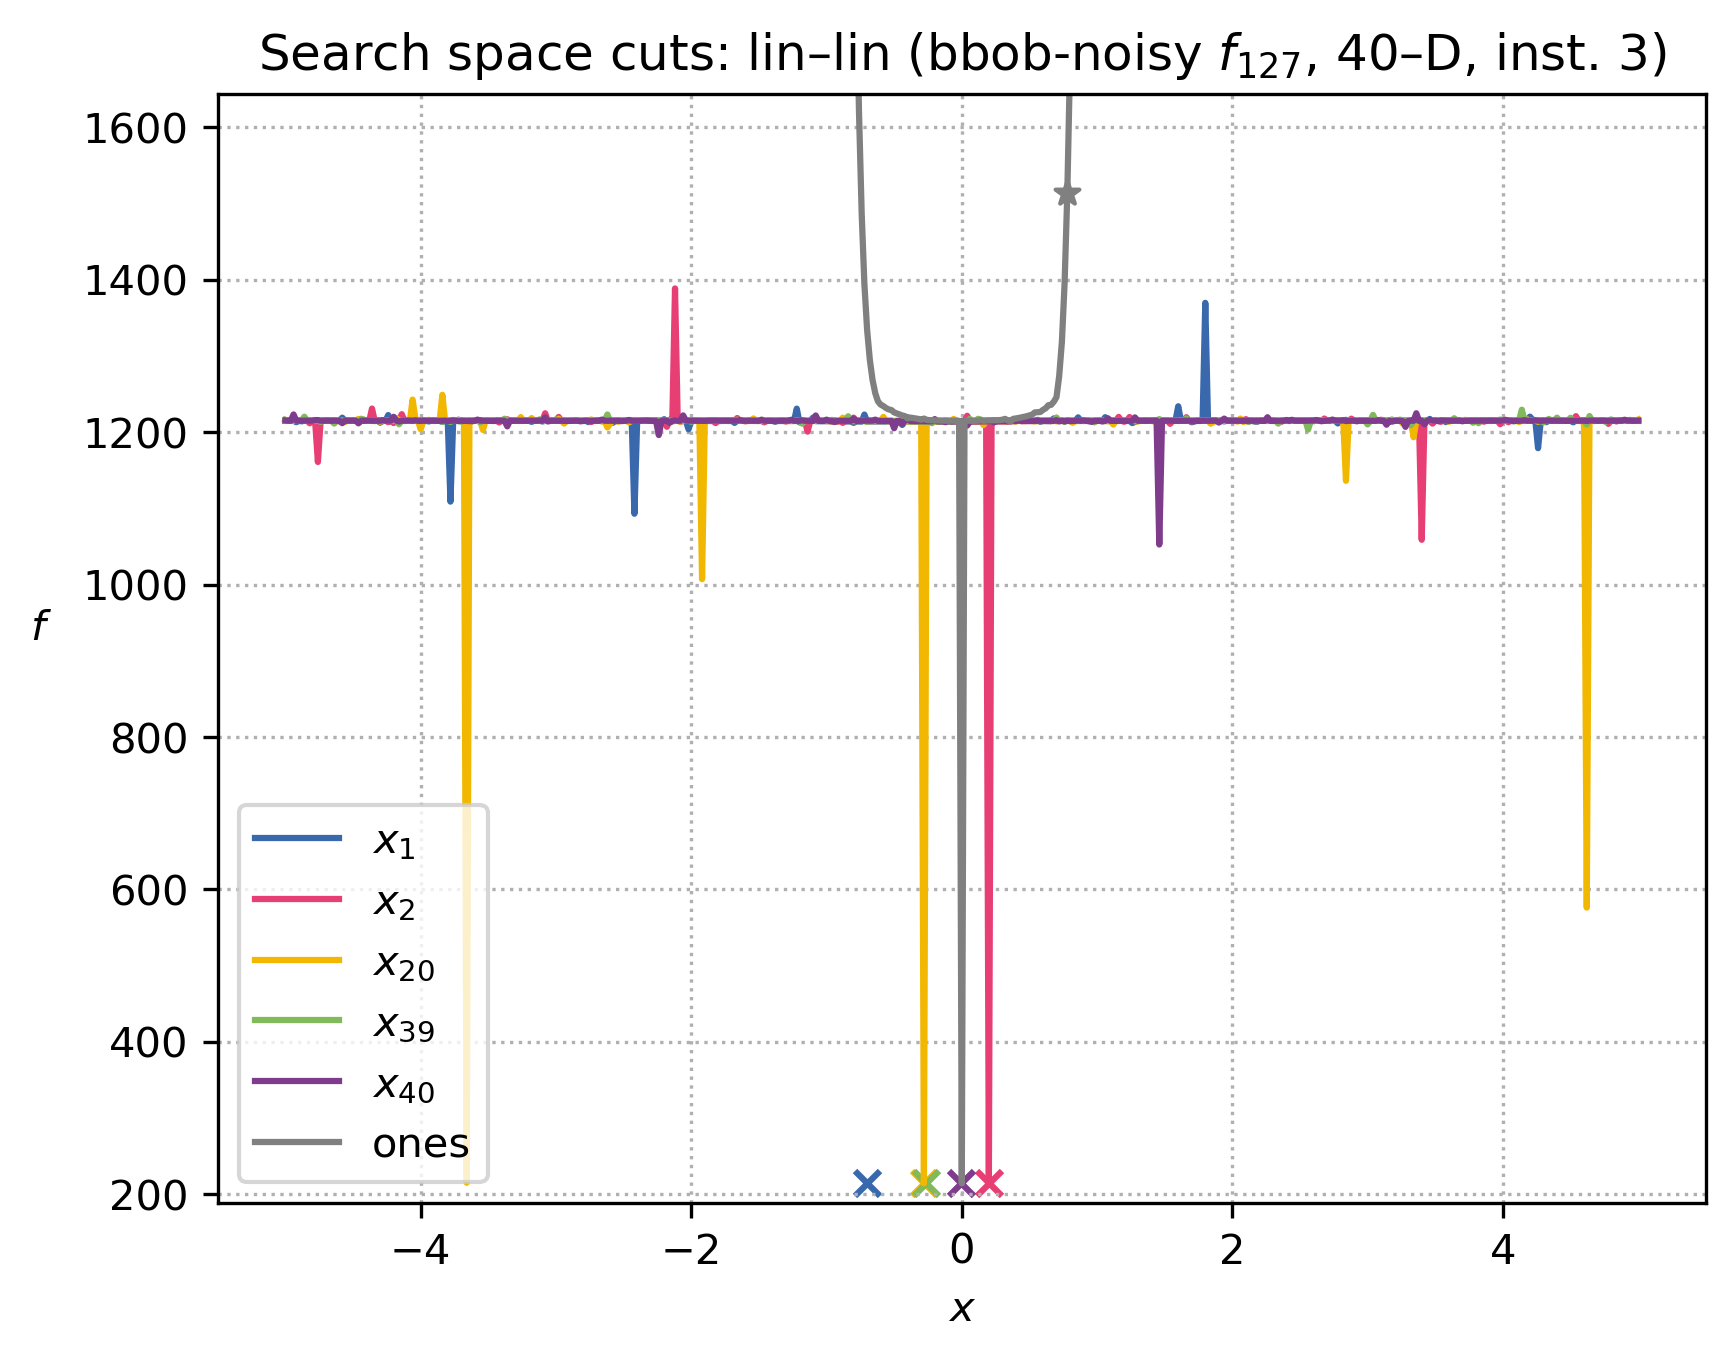 Search space cuts: lin–lin (bbob-noisy f₁₂₇, 40–D, inst. 3)
1600
1400
1200
1000
800
600
400
200
f
x₁
x₂
x₂₀
x₃₉
x₄₀
ones
−4 −2 0 2 4
x